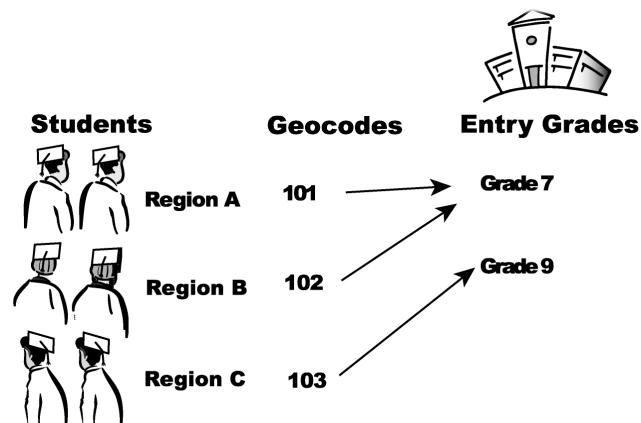 Students Geocodes Entry Grades
Region A 101 Grade 7
Region B 102 Grade 9
Region C 103